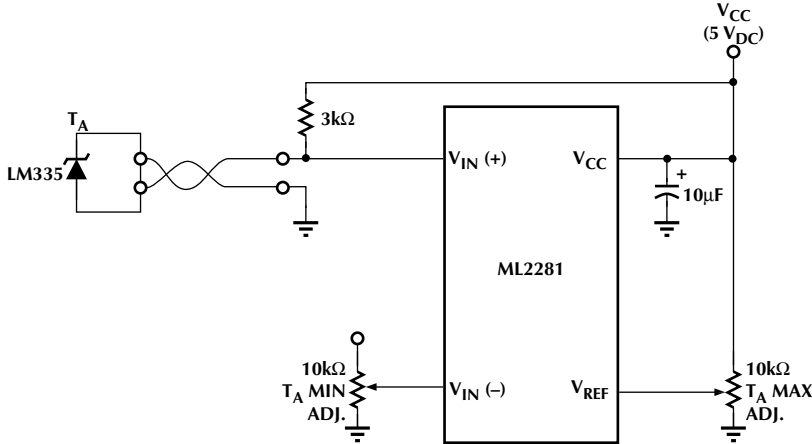 V_CC
(5 V_DC)
T_A
LM335
3kΩ
V_IN (+)
V_CC
+
10µF
ML2281
10kΩ
T_A MIN
ADJ.
V_IN (–)
V_REF
10kΩ
T_A MAX
ADJ.